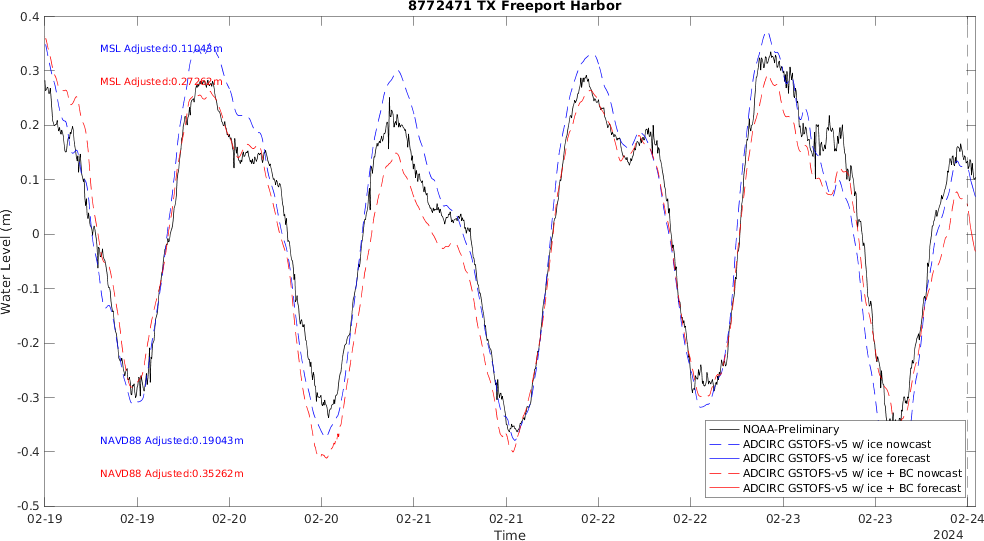 8772471 TX Freeport Harbor
0.4
0.3
0.2
0.1
0
-0.1
-0.2
-0.3
-0.4
-0.5
Water Level (m)
MSL Adjusted:0.11043m
MSL Adjusted:0.27262m
NAVD88 Adjusted:0.19043m
NAVD88 Adjusted:0.35262m
NOAA-Preliminary
ADCIRC GSTOFS-v5 w/ ice nowcast
ADCIRC GSTOFS-v5 w/ ice forecast
ADCIRC GSTOFS-v5 w/ ice + BC nowcast
ADCIRC GSTOFS-v5 w/ ice + BC forecast
02-19 02-19 02-20 02-20 02-21 02-21 02-22 02-22 02-23 02-23 02-24
Time
2024